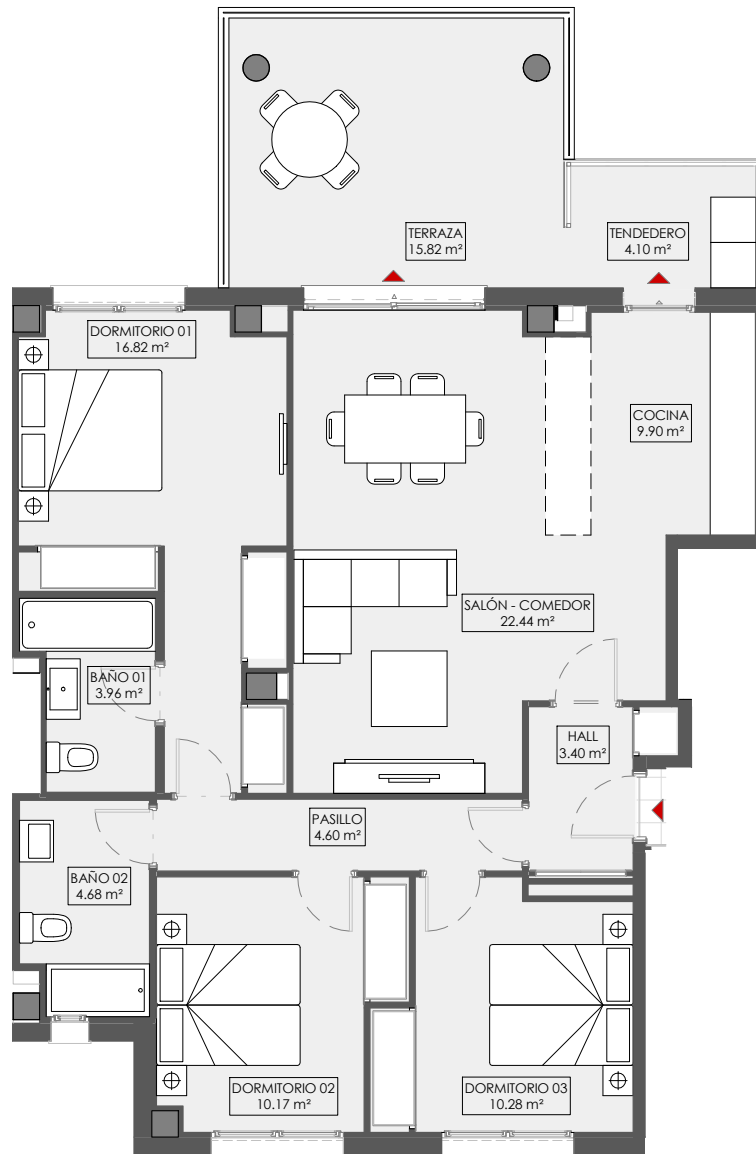 TERRAZA
15.82 m²
TENDEDERO
4.10 m²
DORMITORIO 01
16.82 m²
COCINA
9.90 m²
SALÓN - COMEDOR
22.44 m²
BAÑO 01
3.96 m²
HALL
3.40 m²
PASILLO
4.60 m²
BAÑO 02
4.68 m²
DORMITORIO 02
10.17 m²
DORMITORIO 03
10.28 m²